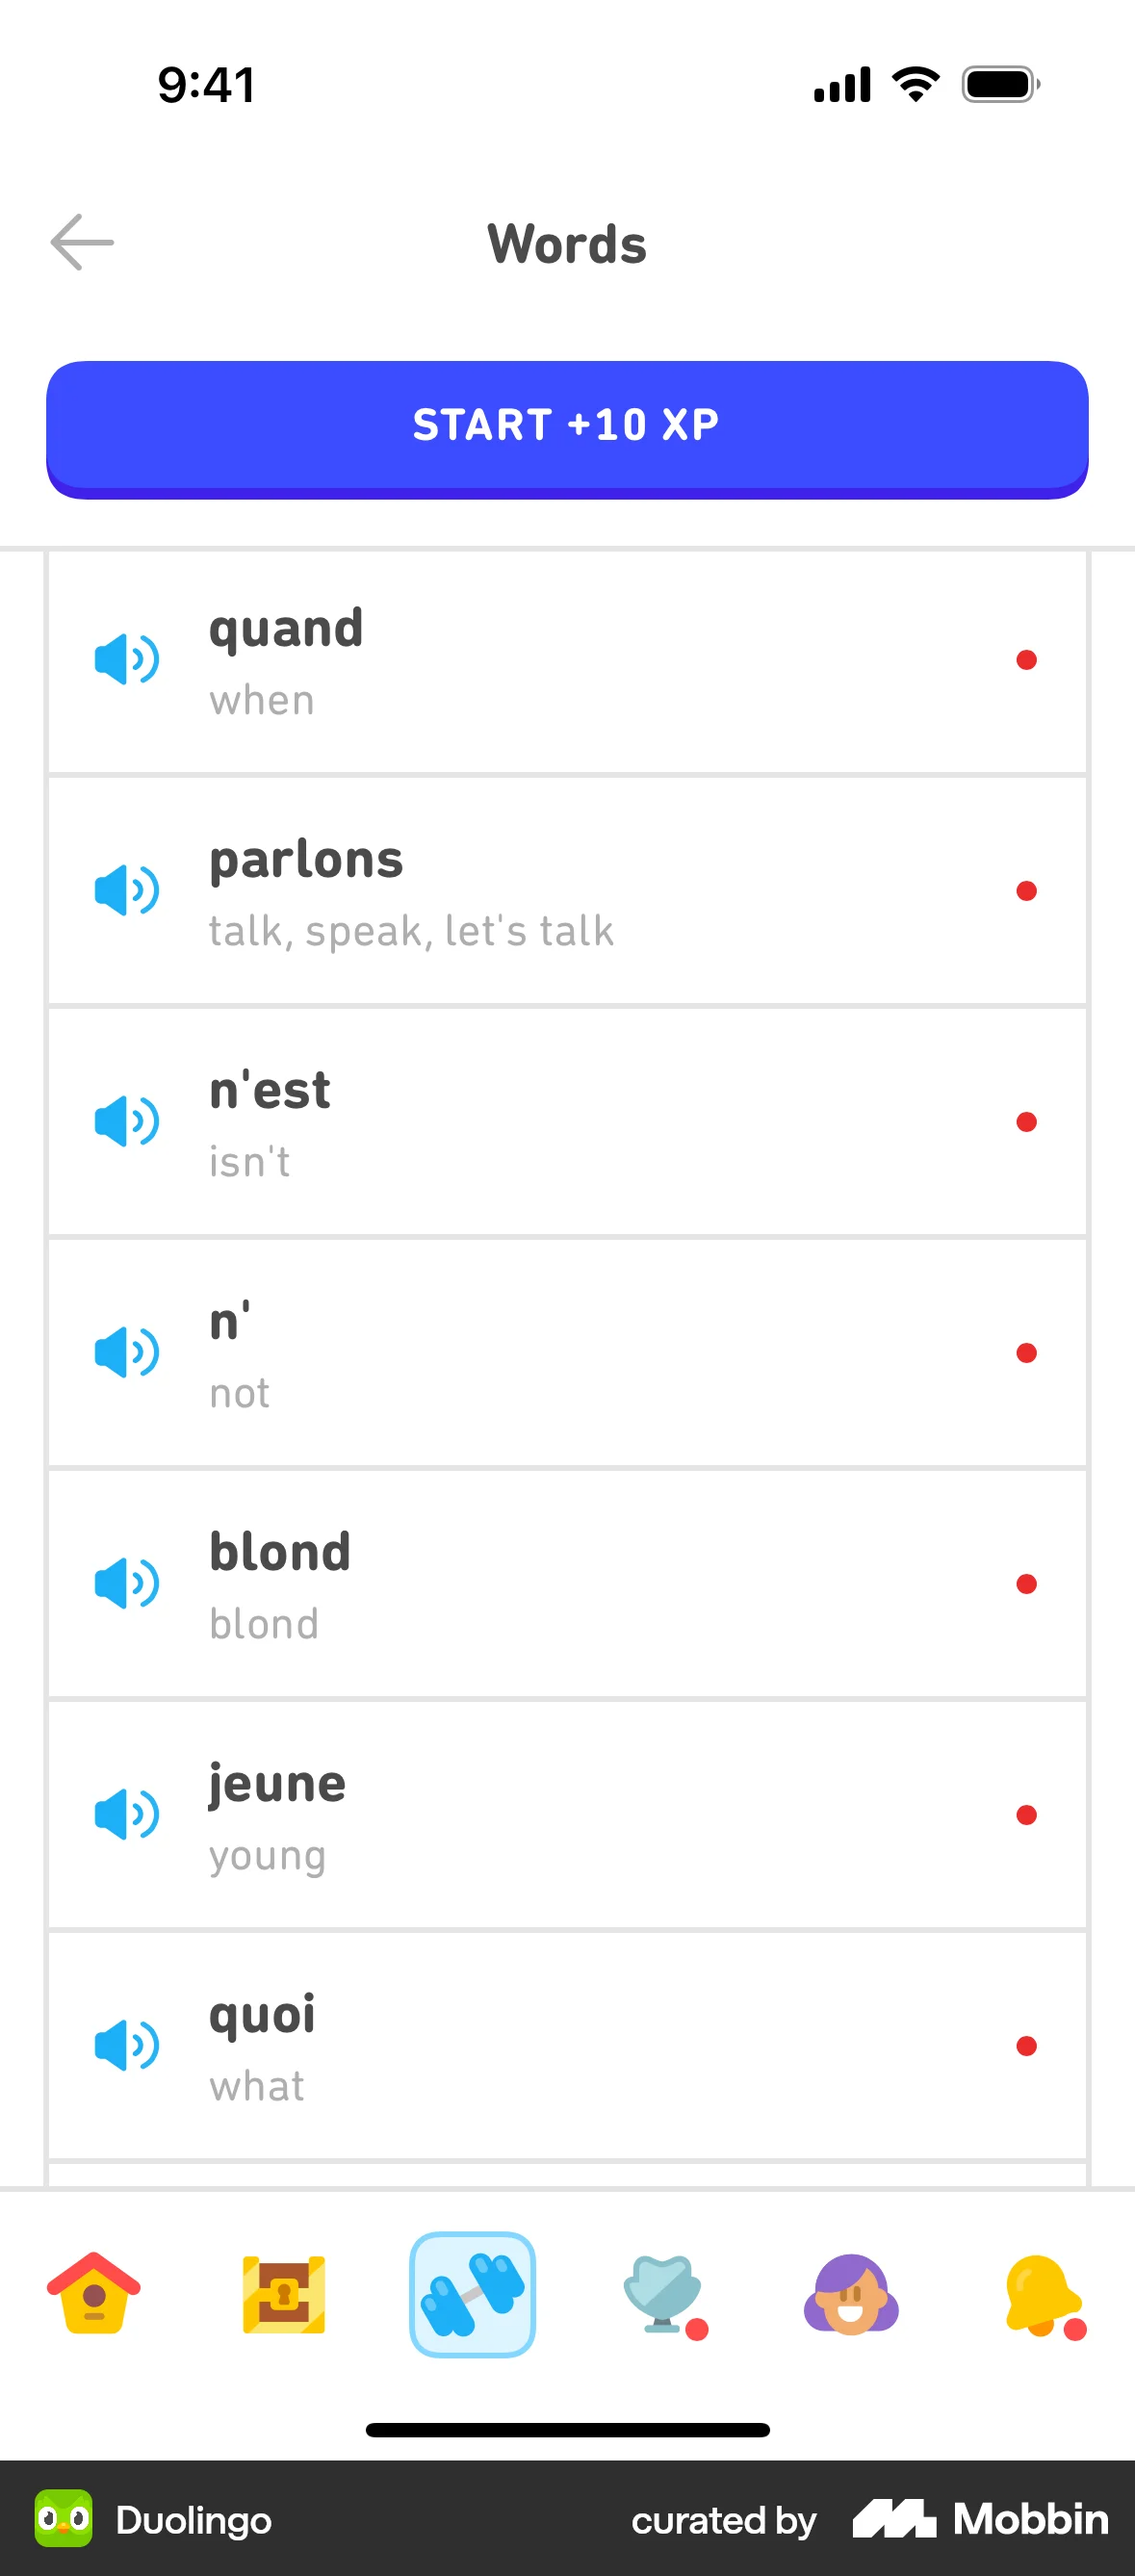 9:41
Words
START +10 XP
quand
when
parlons
talk, speak, let's talk
n'est
isn't
n'
not
blond
blond
jeune
young
quoi
what
Duolingo
curated by Mobbin